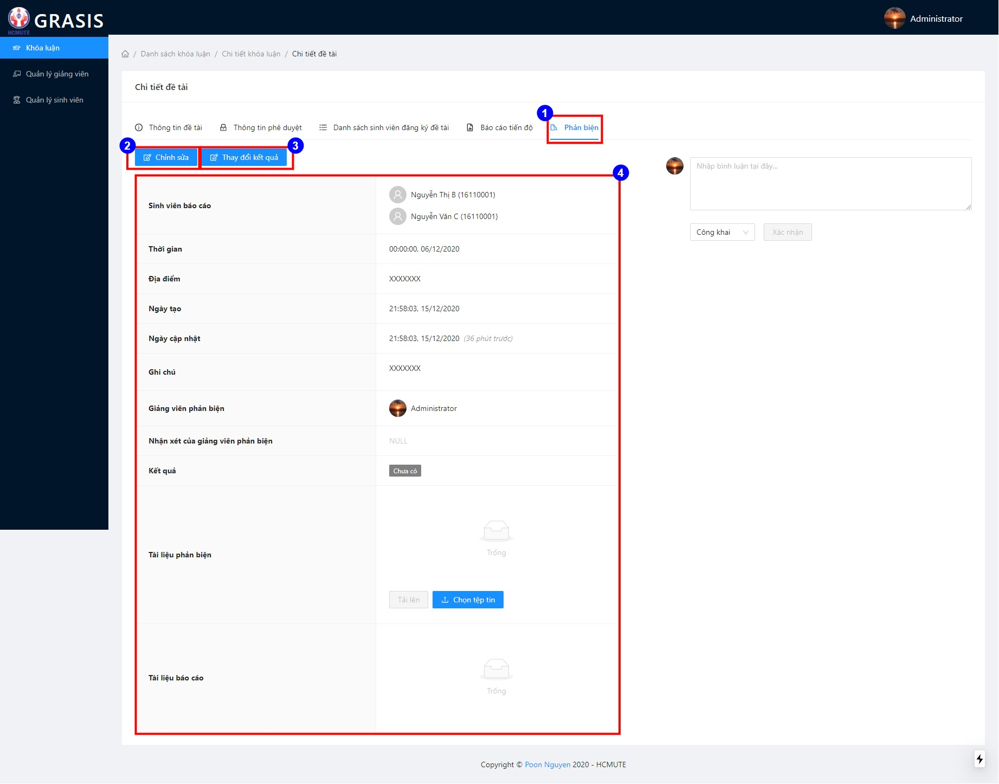 HCMUTE
GRASIS
Administrator
Khóa luận
Quản lý giảng viên
Quản lý sinh viên
/ Danh sách khóa luận / Chi tiết khóa luận / Chi tiết đề tài
Chi tiết đề tài
1
Thông tin đề tài
Thông tin phê duyệt
Danh sách sinh viên đăng ký đề tài
Báo cáo tiến độ
Phản biện
2
3
Chỉnh sửa
Thay đổi kết quả
4
Nhập bình luận tại đây...
Công khai
Xác nhận
Sinh viên báo cáo
Nguyễn Thị B (16110001)
Nguyễn Văn C (16110001)
Thời gian
00:00:00, 06/12/2020
Địa điểm
XXXXXXX
Ngày tạo
21:58:03, 15/12/2020
Ngày cập nhật
21:58:03, 15/12/2020 (36 phút trước)
Ghi chú
XXXXXXX
Giảng viên phản biện
Administrator
Nhận xét của giảng viên phản biện
NULL
Kết quả
Chưa có
Tài liệu phản biện
Trống
Tải lên
Chọn tệp tin
Tài liệu báo cáo
Trống
Copyright © Poon Nguyen 2020 - HCMUTE